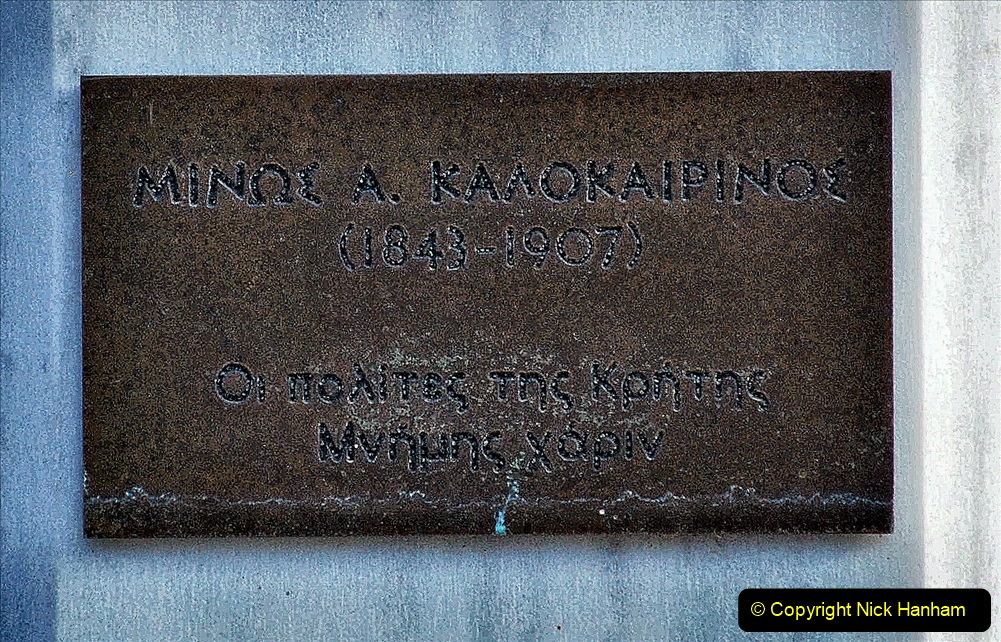 ΜΙΝΩΣ Α. ΚΑΛΟΚΑΙΡΙΝΟΣ
(1843-1907)
Οι πολίτες της Κρήτης
Μνήμης χάριν
© Copyright Nick Hanham